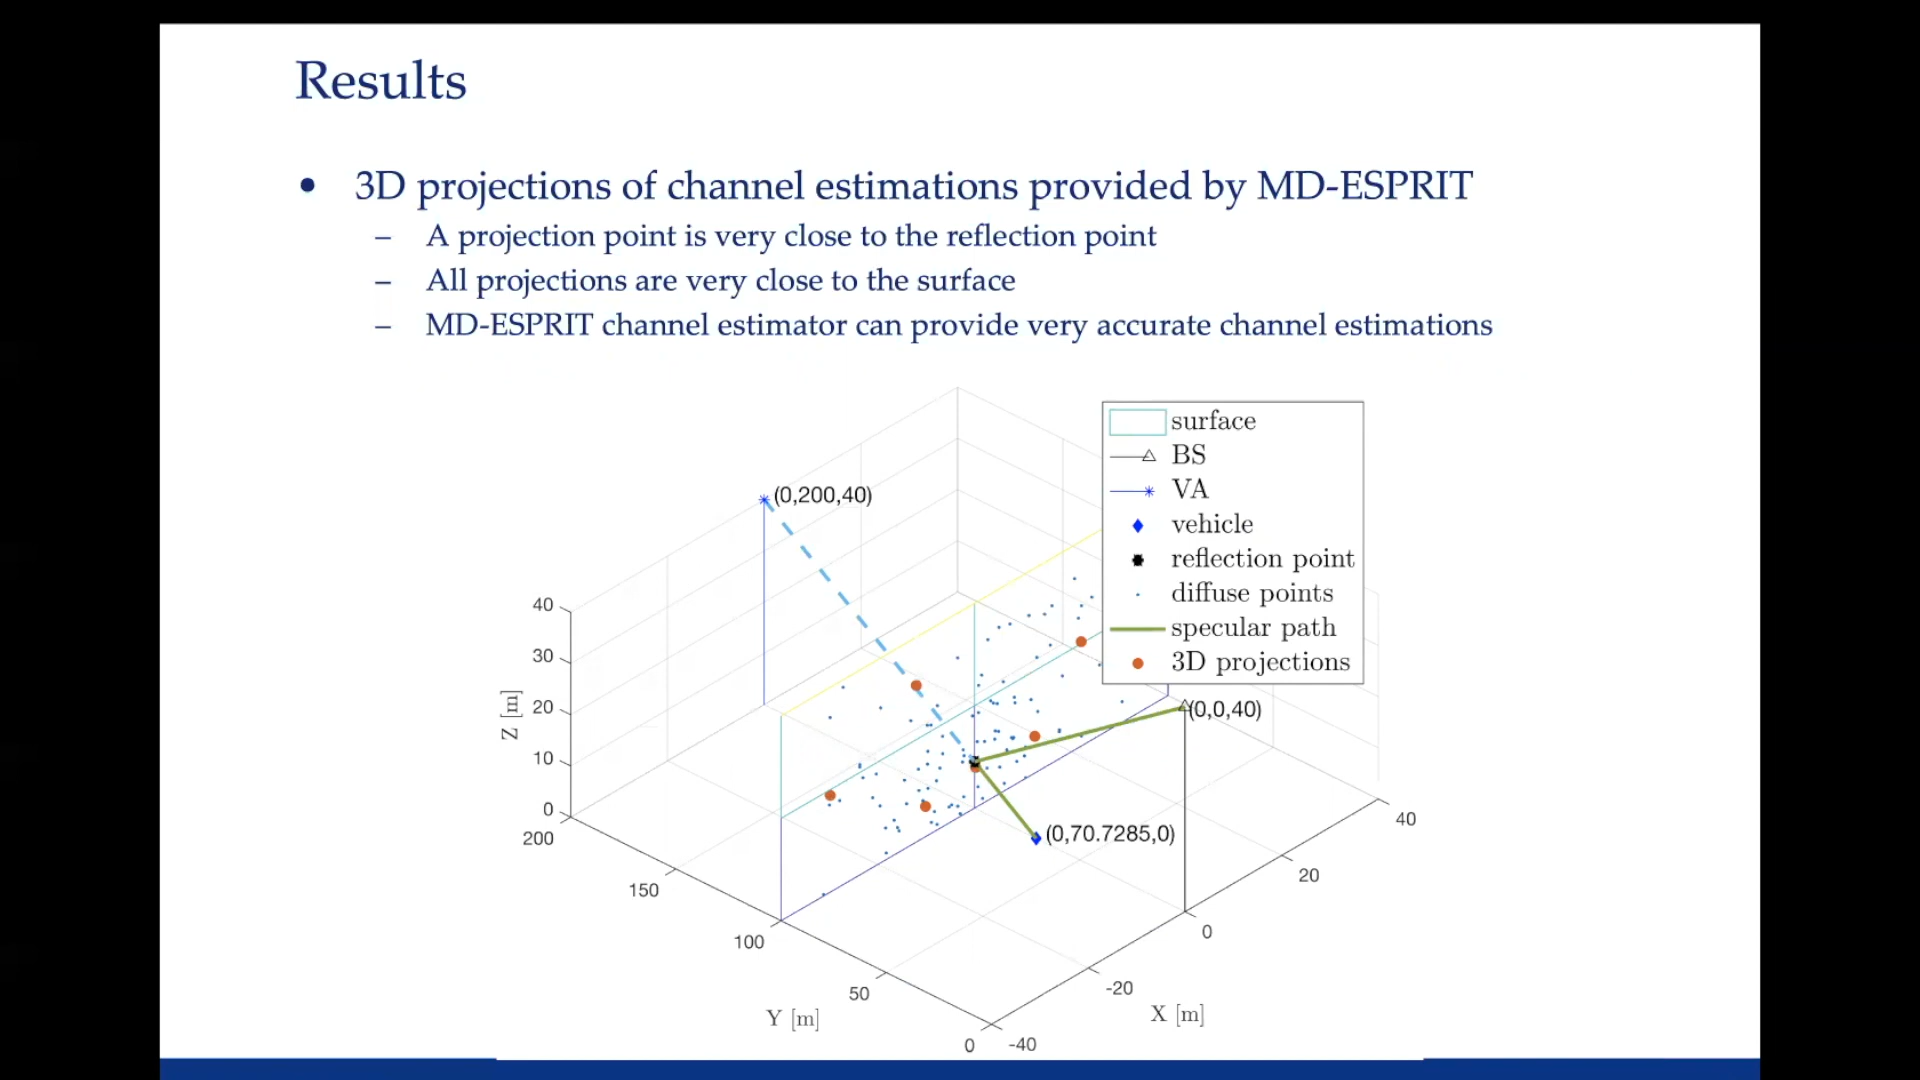 Results
• 3D projections of channel estimations provided by MD-ESPRIT
– A projection point is very close to the reflection point
– All projections are very close to the surface
– MD-ESPRIT channel estimator can provide very accurate channel estimations
surface
BS
VA
vehicle
reflection point
diffuse points
specular path
3D projections
(0,200,40)
(0,0,40)
(0,70.7285,0)
40
30
20
10
0
Z [m]
200
150
100
50
0
Y [m]
-40
-20
0
20
40
X [m]